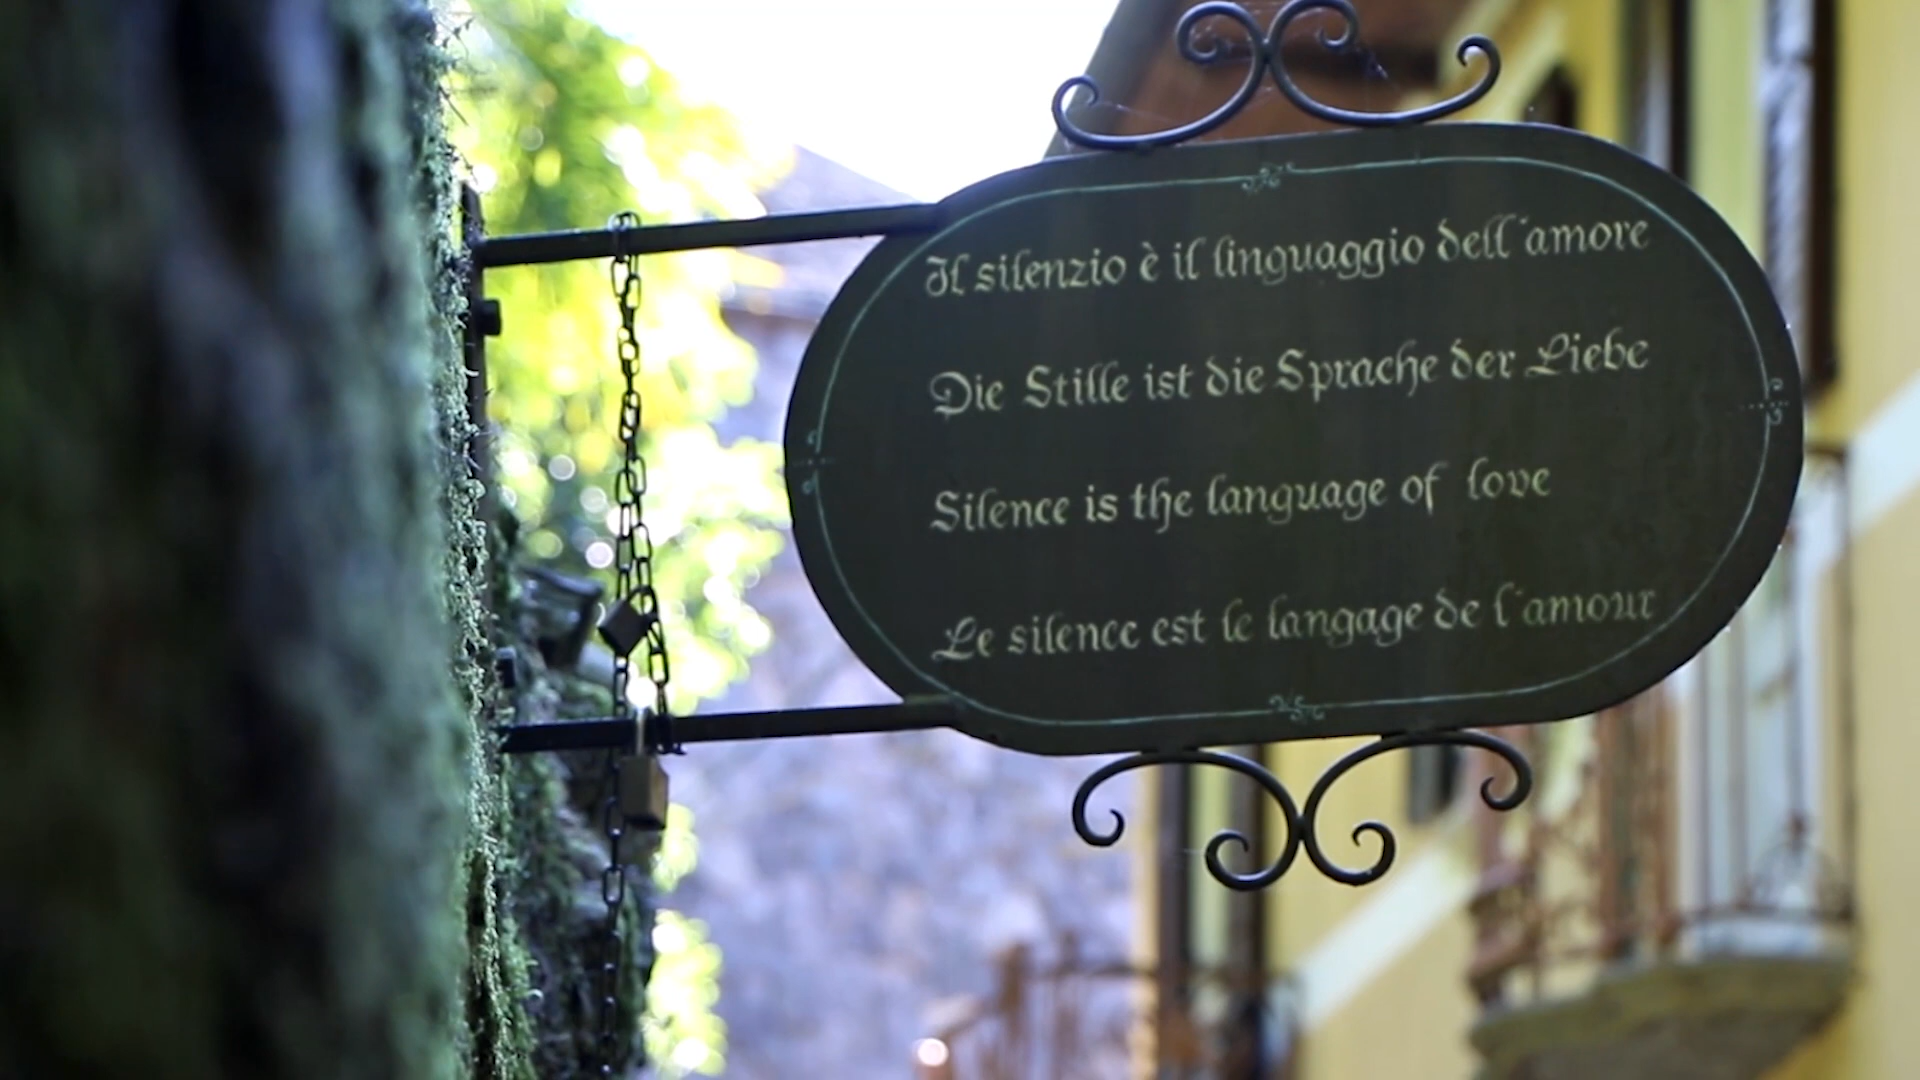 Il silenzio è il linguaggio dell'amore
Die Stille ist die Sprache der Liebe
Silence is the language of love
Le silence est le langage de l'amour